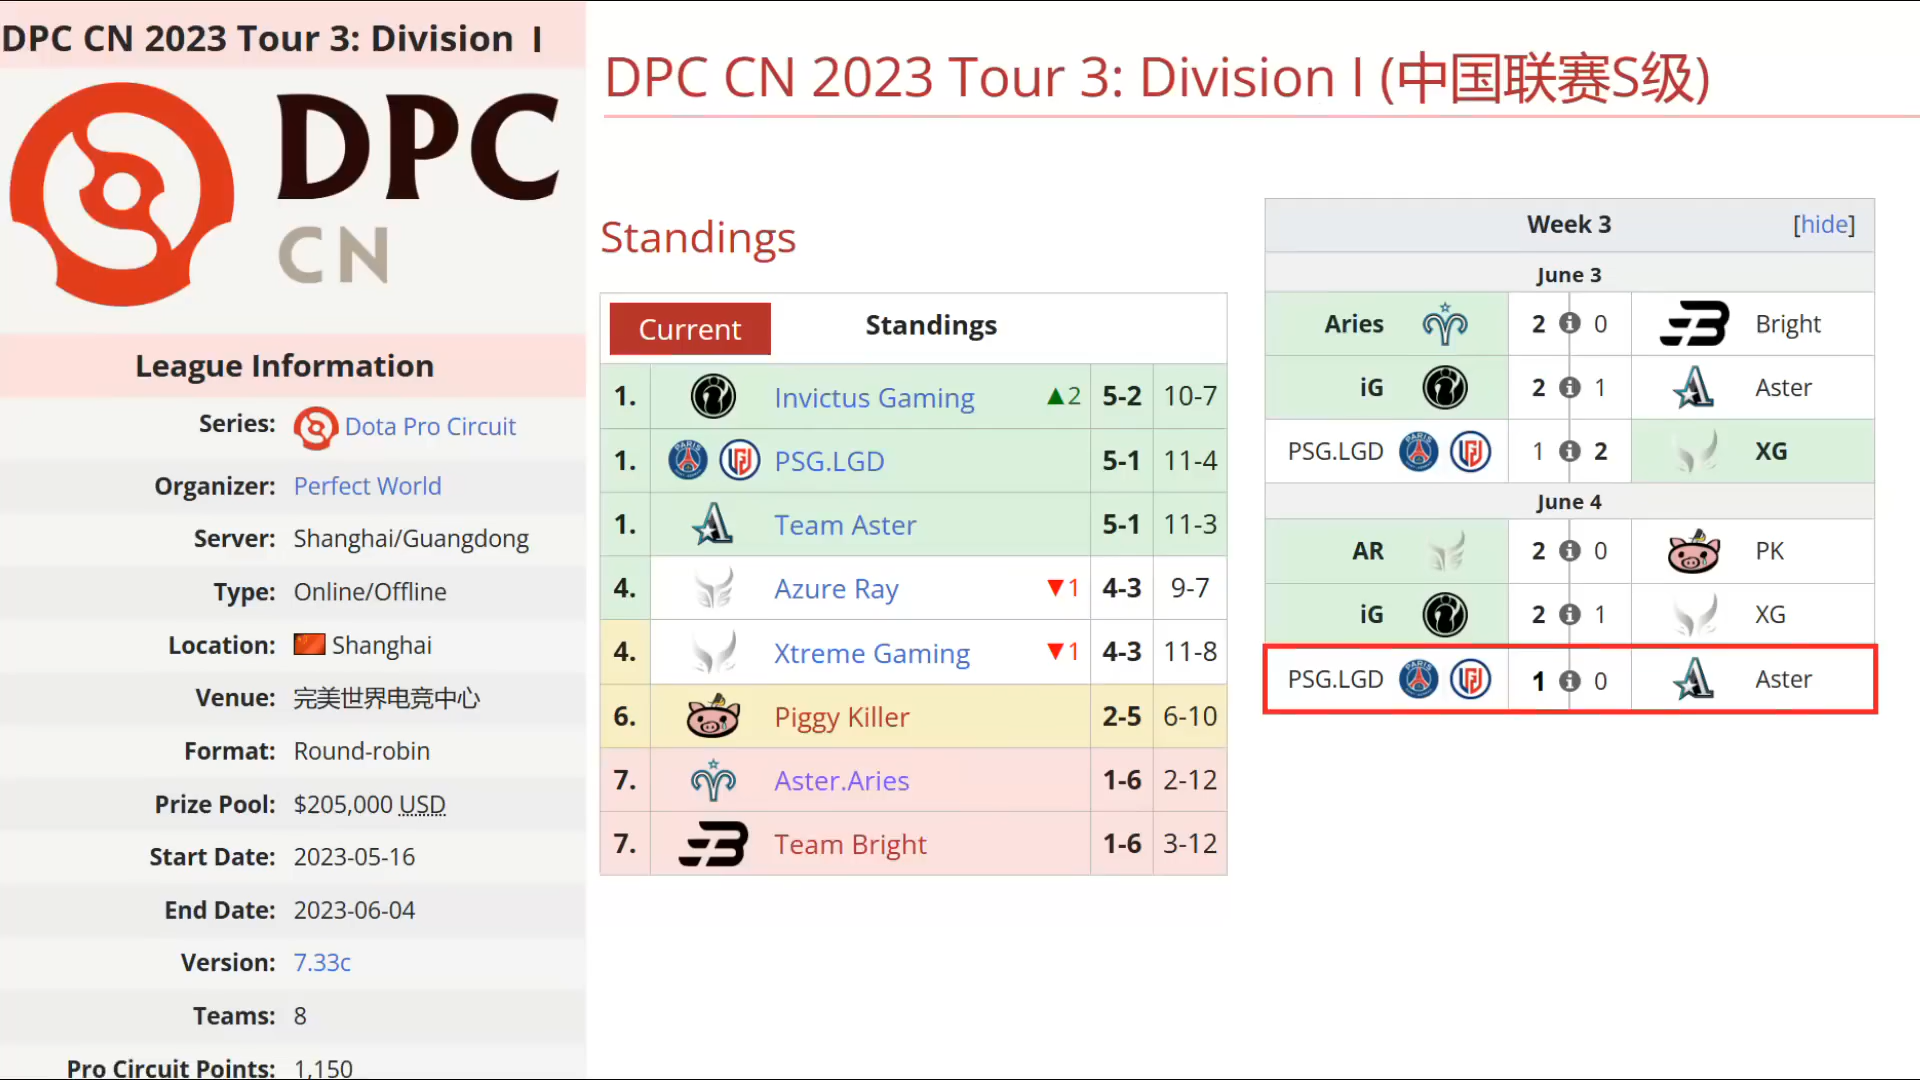 DPC CN 2023 Tour 3: Division I
DPC
CN
League Information
Series: Dota Pro Circuit
Organizer: Perfect World
Server: Shanghai/Guangdong
Type: Online/Offline
Location: Shanghai
Venue: 完美世界电竞中心
Format: Round-robin
Prize Pool: $205,000 USD
Start Date: 2023-05-16
End Date: 2023-06-04
Version: 7.33c
Teams: 8
Pro Circuit Points: 1,150
DPC CN 2023 Tour 3: Division I (中国联赛S级)
Standings
Current Standings
1. Invictus Gaming ▲2 5-2 10-7
1. PARIS PSG.LGD 5-1 11-4
1. Team Aster 5-1 11-3
4. Azure Ray ▼1 4-3 9-7
4. Xtreme Gaming ▼1 4-3 11-8
6. Piggy Killer 2-5 6-10
7. Aster.Aries 1-6 2-12
7. Team Bright 1-6 3-12
Week 3 [hide]
June 3
Aries 2 i 0 Bright
iG 2 i 1 Aster
PSG.LGD PARIS 1 i 2 XG
June 4
AR 2 i 0 PK
iG 2 i 1 XG
PSG.LGD PARIS 1 i 0 Aster